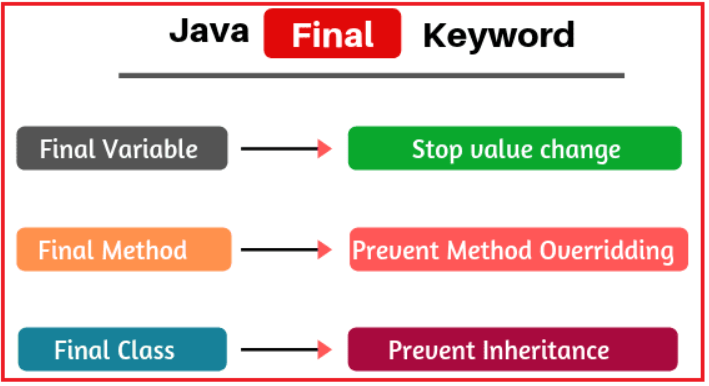 Java Final Keyword
Final Variable Stop value change
Final Method Prevent Method Overridding
Final Class Prevent Inheritance